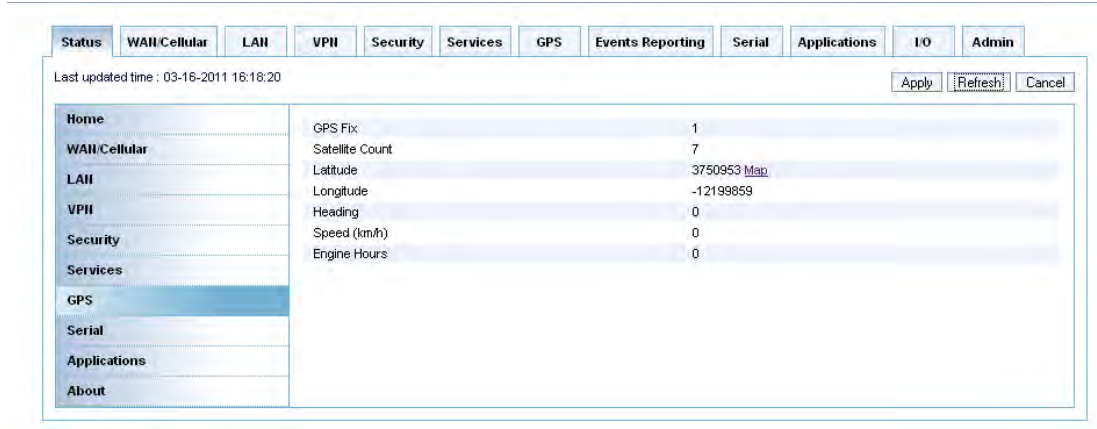 Status WAN/Cellular LAN VPN Security Services GPS Events Reporting Serial Applications I/O Admin
Last updated time : 03-16-2011 16:18:20
Apply Refresh Cancel
Home
WAN/Cellular
LAN
VPN
Security
Services
GPS
Serial
Applications
About
GPS Fix 1
Satellite Count 7
Latitude 3750953 Map
Longitude -12199859
Heading 0
Speed (km/h) 0
Engine Hours 0